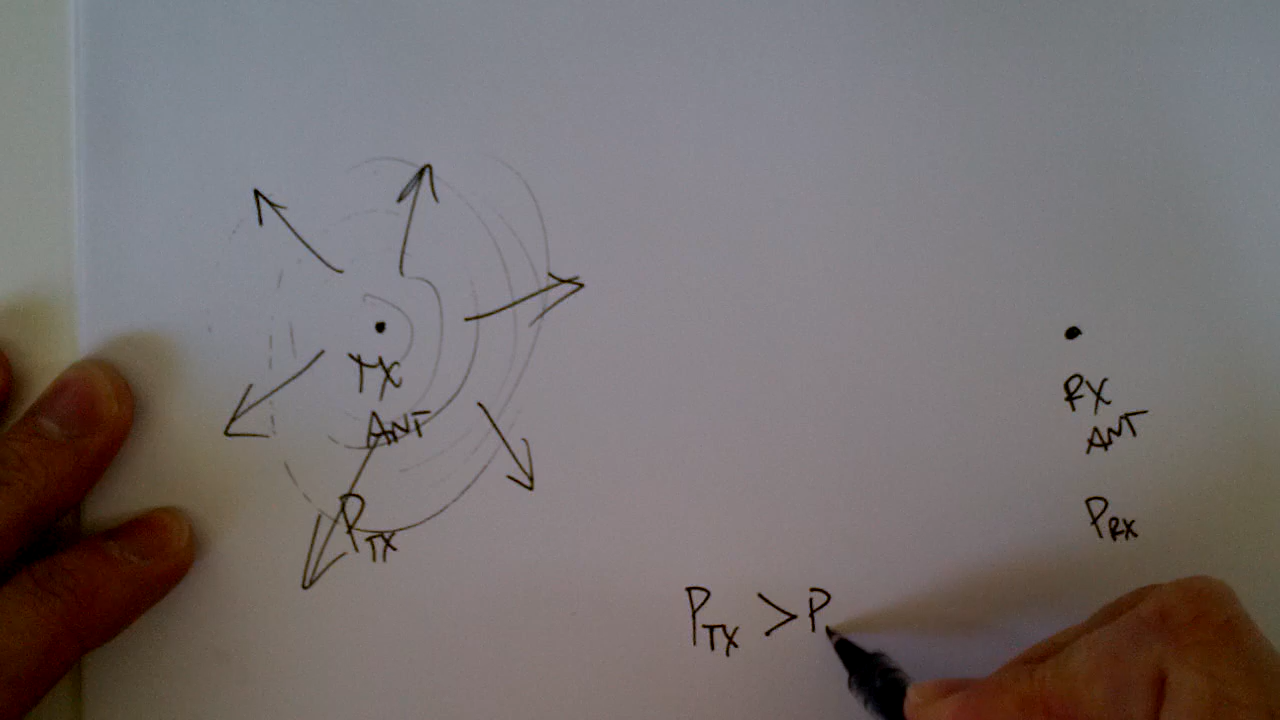 TX
ANT
PTX
RX
ANT
PRX
PTX > P